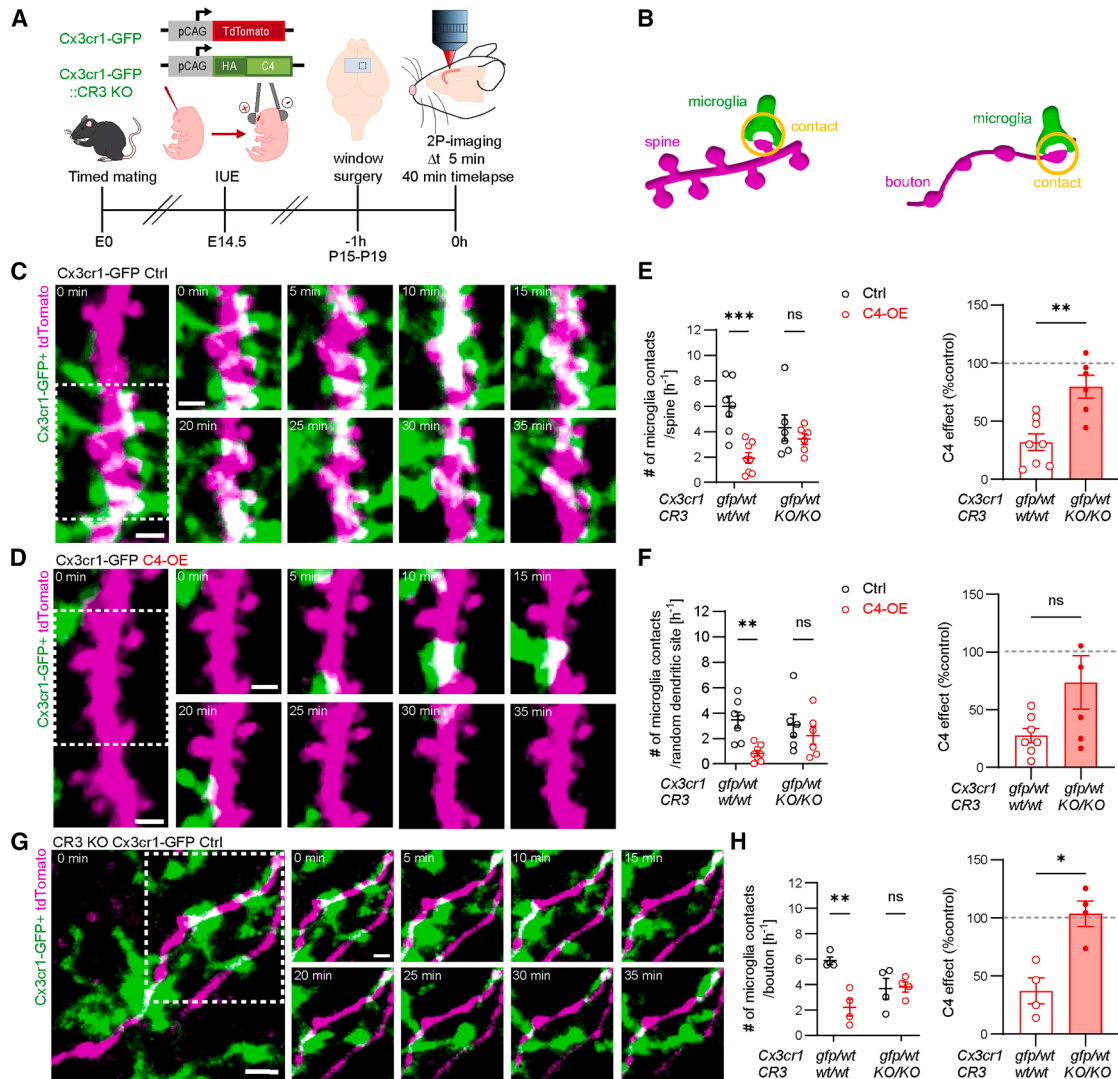 A
Cx3cr1-GFP
pCAG TdTomato
Cx3cr1-GFP
::CR3 KO
pCAG HA C4
+ -
Timed mating
IUE
window
surgery
2P-imaging
Δt 5 min
40 min timelapse
E0
E14.5
-1h
P15-P19
0h
B
microglia
contact
spine
microglia
bouton
contact
C
Cx3cr1-GFP Ctrl
Cx3cr1-GFP+ tdTomato
0 min
0 min
5 min
10 min
15 min
20 min
25 min
30 min
35 min
D
Cx3cr1-GFP C4-OE
Cx3cr1-GFP+ tdTomato
0 min
0 min
5 min
10 min
15 min
20 min
25 min
30 min
35 min
E
Ctrl
C4-OE
*** ns
12
10
8
6
4
2
0
# of microglia contacts
/spine [h⁻¹]
Cx3cr1 gfp/wt gfp/wt
CR3 wt/wt KO/KO
**
150
100
50
0
C4 effect (%control)
Cx3cr1 gfp/wt gfp/wt
CR3 wt/wt KO/KO
F
Ctrl
C4-OE
** ns
12
10
8
6
4
2
0
# of microglia contacts
/random dendritic site [h⁻¹]
Cx3cr1 gfp/wt gfp/wt
CR3 wt/wt KO/KO
ns
150
100
50
0
C4 effect (%control)
Cx3cr1 gfp/wt gfp/wt
CR3 wt/wt KO/KO
G
CR3 KO Cx3cr1-GFP Ctrl
Cx3cr1-GFP+ tdTomato
0 min
0 min
5 min
10 min
15 min
20 min
25 min
30 min
35 min
H
** ns
12
10
8
6
4
2
0
# of microglia contacts
/bouton [h⁻¹]
Cx3cr1 gfp/wt gfp/wt
CR3 wt/wt KO/KO
*
150
100
50
0
C4 effect (%control)
Cx3cr1 gfp/wt gfp/wt
CR3 wt/wt KO/KO